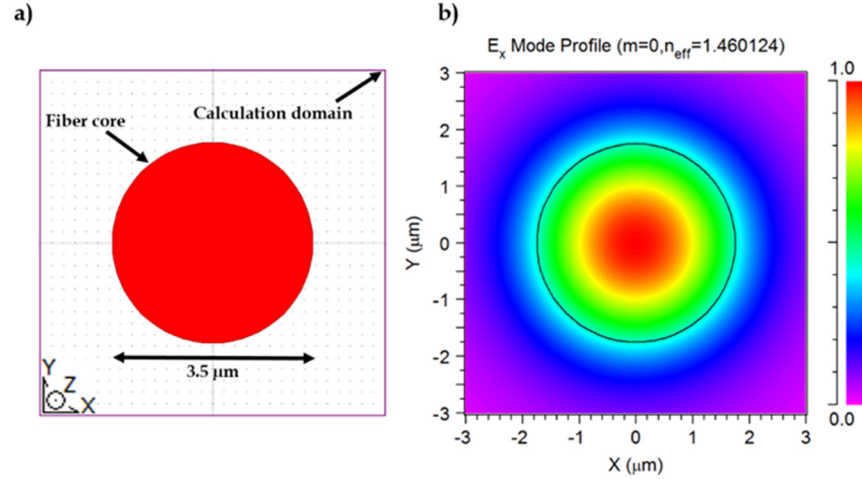 a)
Fiber core
Calculation domain
3.5 μm
Y
Z
X
b)
Eₓ Mode Profile (m=0,n_eff=1.460124)
3
2
1
0
-1
-2
-3
Y (μm)
-3 -2 -1 0 1 2 3
X (μm)
1.0
0.0